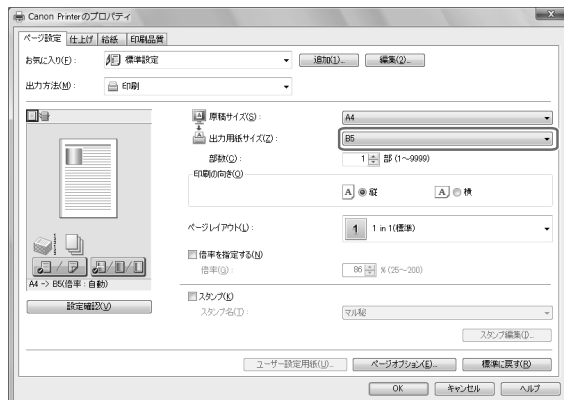 Canon Printerのプロパティ
ページ設定 仕上げ 給紙 印刷品質
お気に入り(F): 標準設定 追加(1)... 編集(2)...
出力方法(M): 印刷
原稿サイズ(S): A4
出力用紙サイズ(Z): B5
部数(C): 1 部 (1~9999)
印刷の向き(O)
A 縦 A 横
ページレイアウト(L): 1 1 in 1(標準)
倍率を指定する(N)
倍率(G): 86 % (25~200)
A4 -> B5(倍率:自動)
設定確認(V)
スタンプ(K)
スタンプ名(T): マル秘
スタンプ編集(I)...
ユーザー設定用紙(U)... ページオプション(E)... 標準に戻す(R)
OK キャンセル ヘルプ